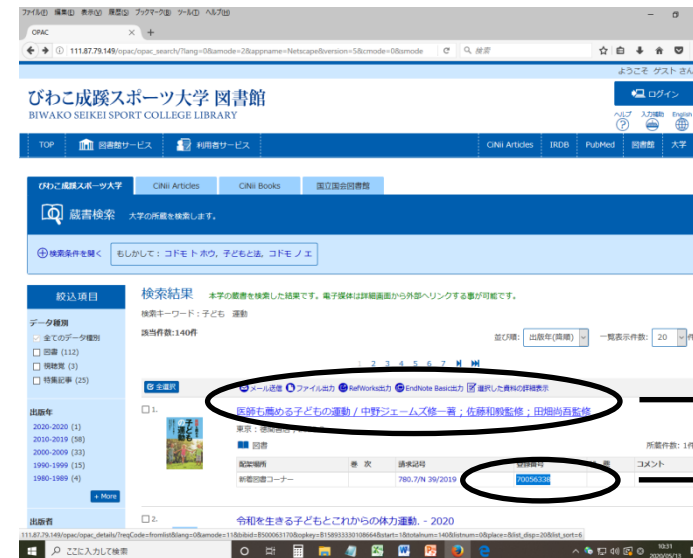 ファイル(F) 編集(E) 表示(V) 履歴(S) ブックマーク(B) ツール(T) ヘルプ(H)
OPAC
111.87.79.149/opac/opac_search/?lang=0&amode=2&appname=Netscape&version=5&cmode=0&smode
検索
ようこそ ゲスト さん
びわこ成蹊スポーツ大学 図書館
BIWAKO SEIKEI SPORT COLLEGE LIBRARY
ログイン
ヘルプ 入力補助 English
TOP 図書館サービス 利用者サービス CiNii Articles IRDB PubMed 図書館 大学
びわこ成蹊スポーツ大学 CiNii Articles CiNii Books 国立国会図書館
蔵書検索 大学の所蔵を検索します。
検索条件を開く もしかして： コドモ ト ホウ, 子どもと法, コドモ ノ エ
絞込項目
検索結果 本学の蔵書を検索した結果です。電子媒体は詳細画面から外部へリンクする事が可能です。
検索キーワード：子ども 運動
該当件数:140件
並び順: 出版年(降順) 一覧表示件数: 20 件
データ種別
全てのデータ種別
図書 (112)
視聴覚 (3)
特集記事 (25)
1 2 3 4 5 6 7
全選択 メール送信 ファイル出力 RefWorks出力 EndNote Basic出力 選択した資料の詳細表示
出版年
2020-2020 (1)
2010-2019 (58)
2000-2009 (33)
1990-1999 (15)
1980-1989 (4)
+ More
出版者
1.
医師も薦める子どもの運動 / 中野ジェームズ修一著 ; 佐藤和毅監修 ; 田畑尚吾監修
図書
所蔵件数: 1件
配架場所 巻 次 請求記号 登録番号 コメント
新着図書コーナー 780.7/N 39/2019 70056338
2.
令和を生きる子どもとこれからの体力運動. - 2020
111.87.79.149/opac/opac_details/?reqCode=fromlist&lang=0&amode=11&bibid=B500063170&opkey=B158933330108664&start=1&totalnum=140&listnum=0&place=&list_disp=20&list_sort=6
ここに入力して検索
10:31
2020/05/13